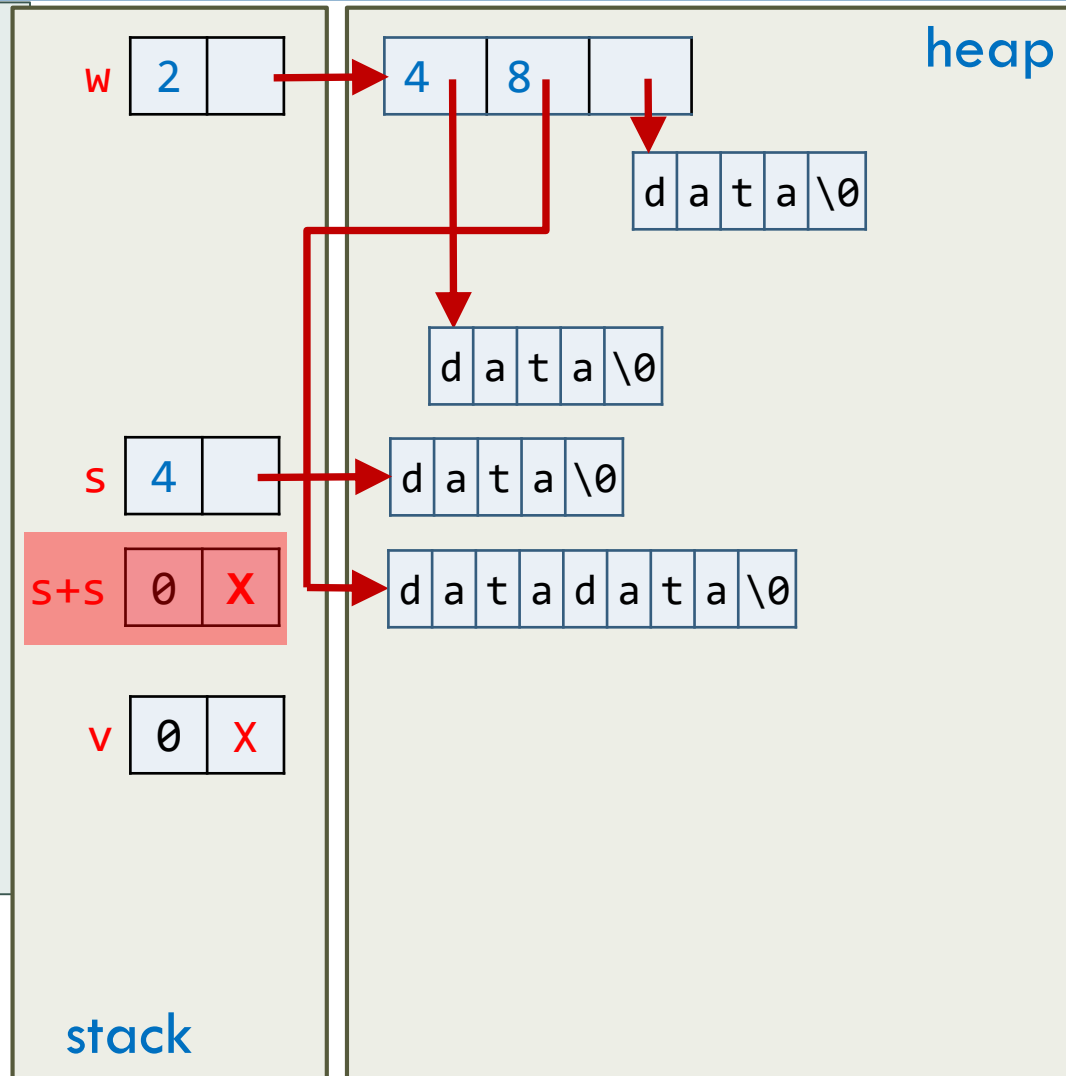 heap
w 2 4 8
d a t a \0
d a t a \0
s 4 d a t a \0
s+s 0 X d a t a d a t a \0
v 0 X
stack